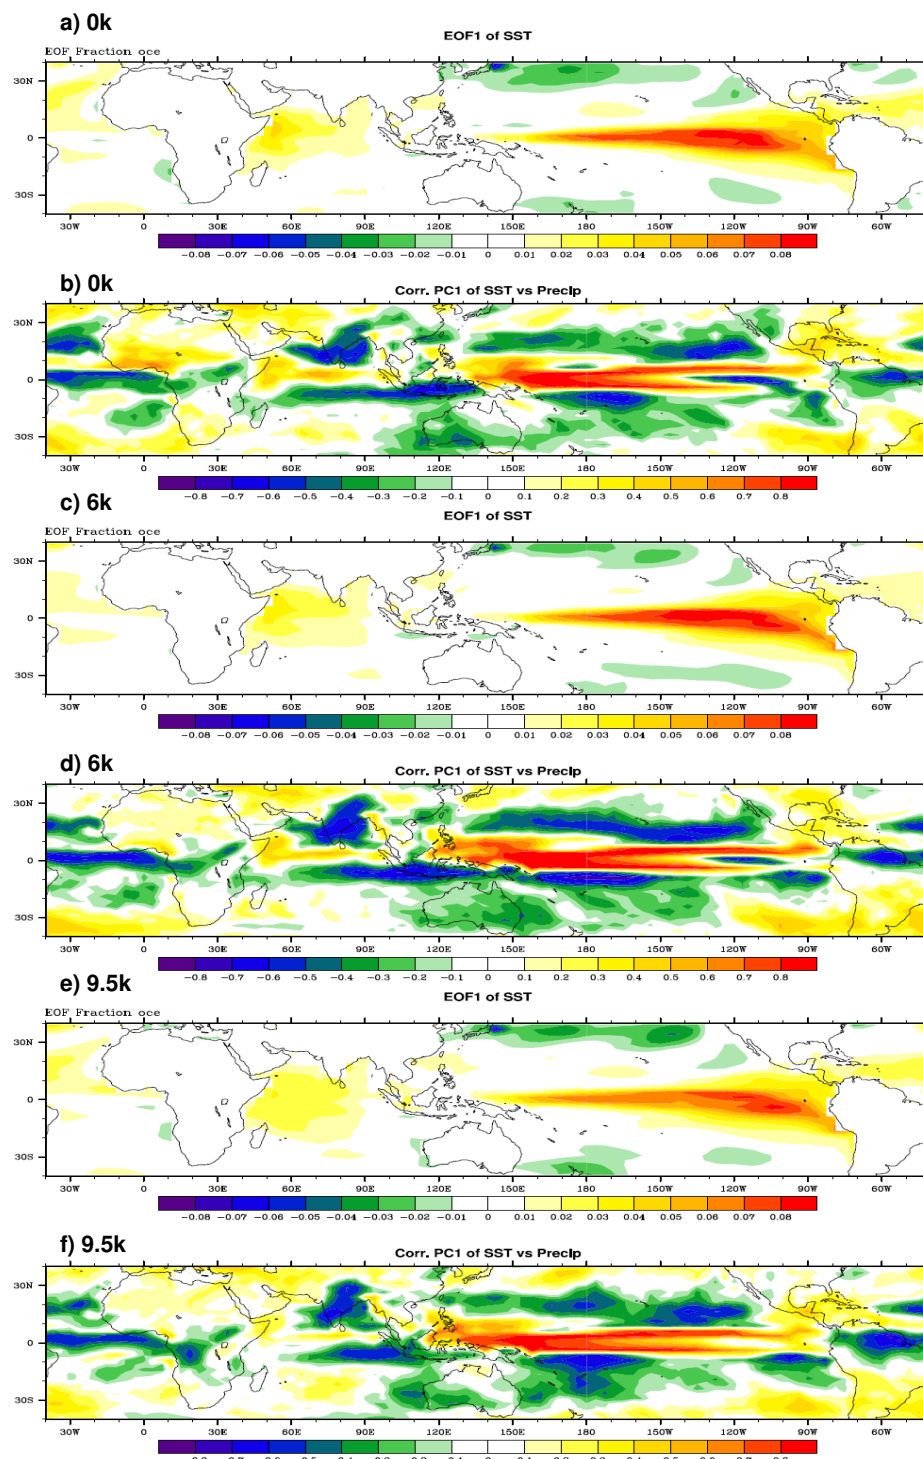 a) 0k
EOF1 of SST
EOF Fraction oce
30N
0
30S
30W 0 30E 60E 90E 120E 150E 180 150W 120W 90W 60W
−0.08 −0.07 −0.06 −0.05 −0.04 −0.03 −0.02 −0.01 0 0.01 0.02 0.03 0.04 0.05 0.06 0.07 0.08
b) 0k
Corr. PC1 of SST vs Precip
30N
0
30S
30W 0 30E 60E 90E 120E 150E 180 150W 120W 90W 60W
−0.8 −0.7 −0.6 −0.5 −0.4 −0.3 −0.2 −0.1 0 0.1 0.2 0.3 0.4 0.5 0.6 0.7 0.8
c) 6k
EOF1 of SST
EOF Fraction oce
30N
0
30S
30W 0 30E 60E 90E 120E 150E 180 150W 120W 90W 60W
−0.08 −0.07 −0.06 −0.05 −0.04 −0.03 −0.02 −0.01 0 0.01 0.02 0.03 0.04 0.05 0.06 0.07 0.08
d) 6k
Corr. PC1 of SST vs Precip
30N
0
30S
30W 0 30E 60E 90E 120E 150E 180 150W 120W 90W 60W
−0.8 −0.7 −0.6 −0.5 −0.4 −0.3 −0.2 −0.1 0 0.1 0.2 0.3 0.4 0.5 0.6 0.7 0.8
e) 9.5k
EOF1 of SST
EOF Fraction oce
30N
0
30S
30W 0 30E 60E 90E 120E 150E 180 150W 120W 90W 60W
−0.08 −0.07 −0.06 −0.05 −0.04 −0.03 −0.02 −0.01 0 0.01 0.02 0.03 0.04 0.05 0.06 0.07 0.08
f) 9.5k
Corr. PC1 of SST vs Precip
30N
0
30S
30W 0 30E 60E 90E 120E 150E 180 150W 120W 90W 60W